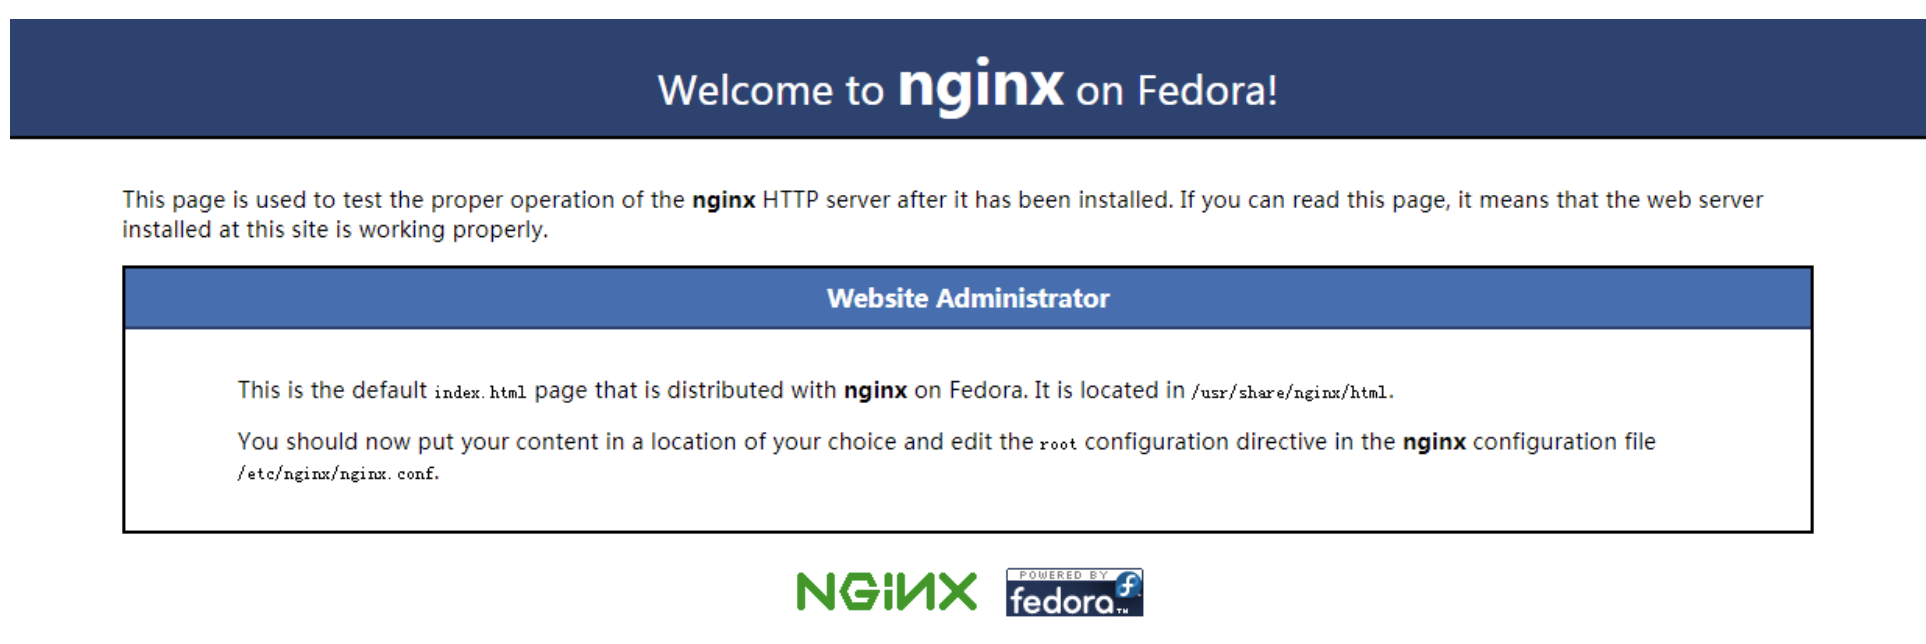 Welcome to nginx on Fedora!
This page is used to test the proper operation of the nginx HTTP server after it has been installed. If you can read this page, it means that the web server
installed at this site is working properly.
Website Administrator
This is the default index.html page that is distributed with nginx on Fedora. It is located in /usr/share/nginx/html.
You should now put your content in a location of your choice and edit the root configuration directive in the nginx configuration file
/etc/nginx/nginx.conf.
NGINX
POWERED BY
fedora™